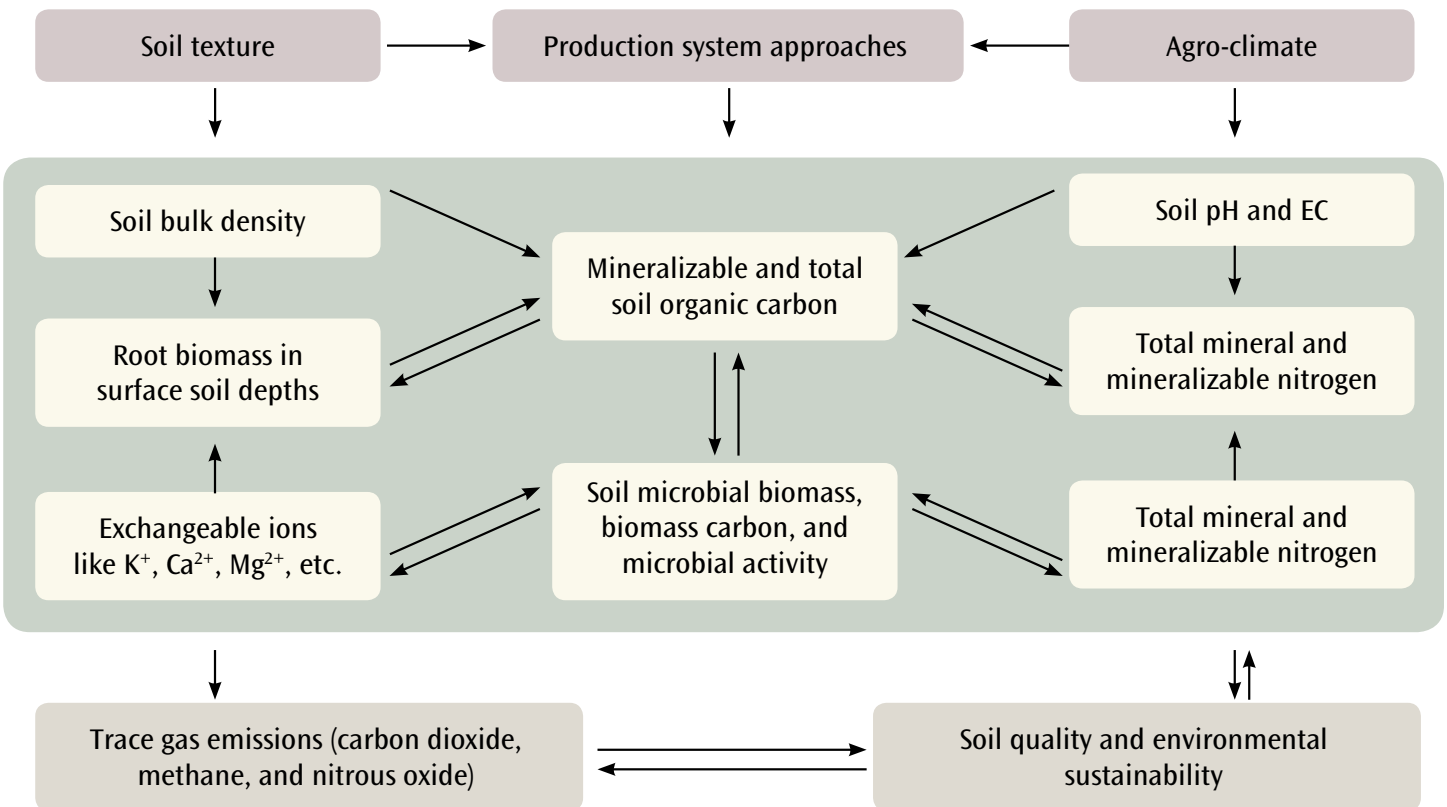 Soil texture
Production system approaches
Agro-climate
Soil bulk density
Soil pH and EC
Mineralizable and total
soil organic carbon
Root biomass in
surface soil depths
Total mineral and
mineralizable nitrogen
Exchangeable ions
like K⁺, Ca²⁺, Mg²⁺, etc.
Soil microbial biomass,
biomass carbon, and
microbial activity
Total mineral and
mineralizable nitrogen
Trace gas emissions (carbon dioxide,
methane, and nitrous oxide)
Soil quality and environmental
sustainability